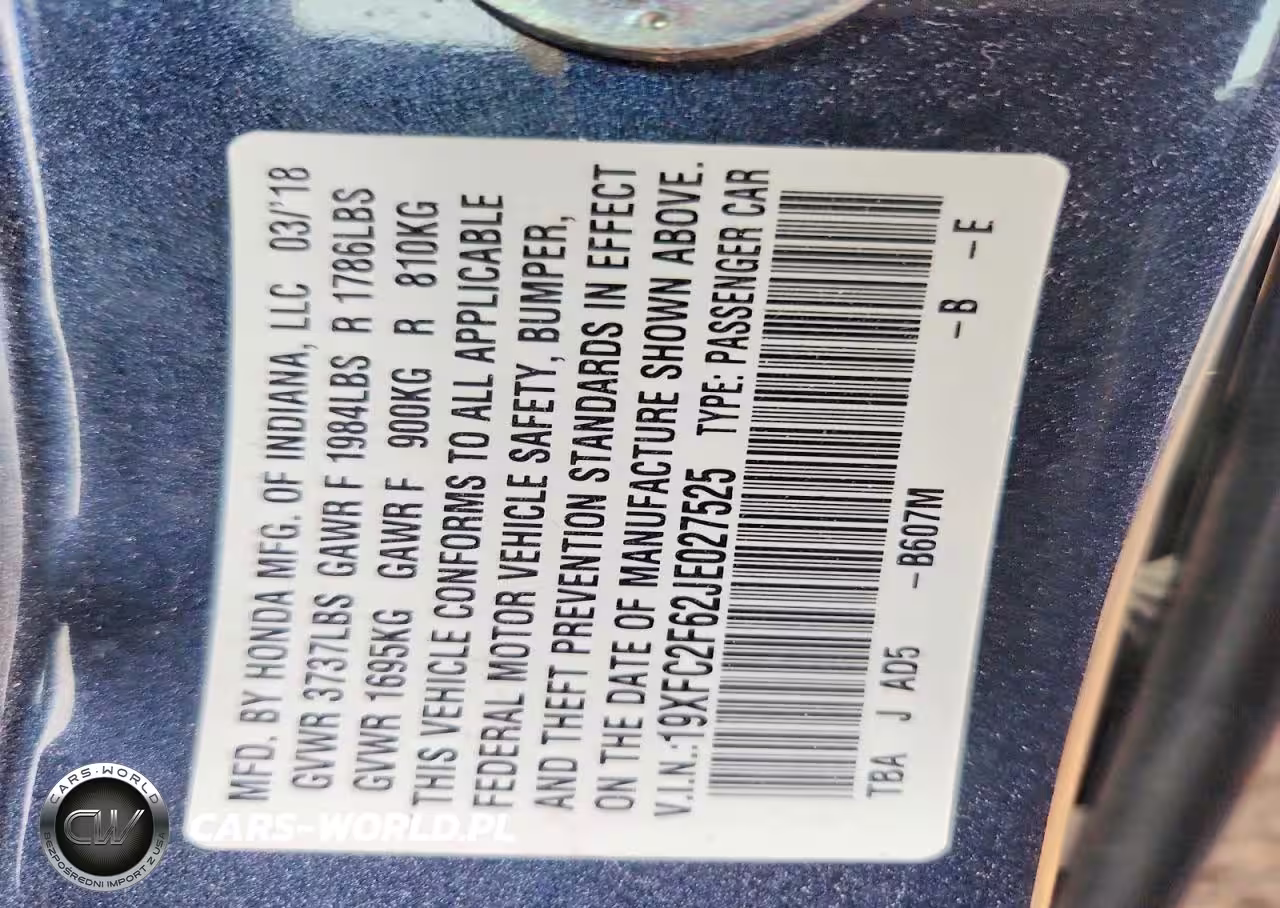 MFD. BY HONDA MFG. OF INDIANA, LLC 03/'18
GVWR 3737LBS GAWR F 1984LBS R 1786LBS
GVWR 1695KG GAWR F 900KG R 810KG
THIS VEHICLE CONFORMS TO ALL APPLICABLE
FEDERAL MOTOR VEHICLE SAFETY, BUMPER,
AND THEFT PREVENTION STANDARDS IN EFFECT
ON THE DATE OF MANUFACTURE SHOWN ABOVE.
V.I.N.:19XFC2F62JE027525 TYPE: PASSENGER CAR
TBA J AD5 -B607M -B -E
CARS-WORLD
CW
BEZPOŚREDNI IMPORT Z USA
CARS-WORLD.PL